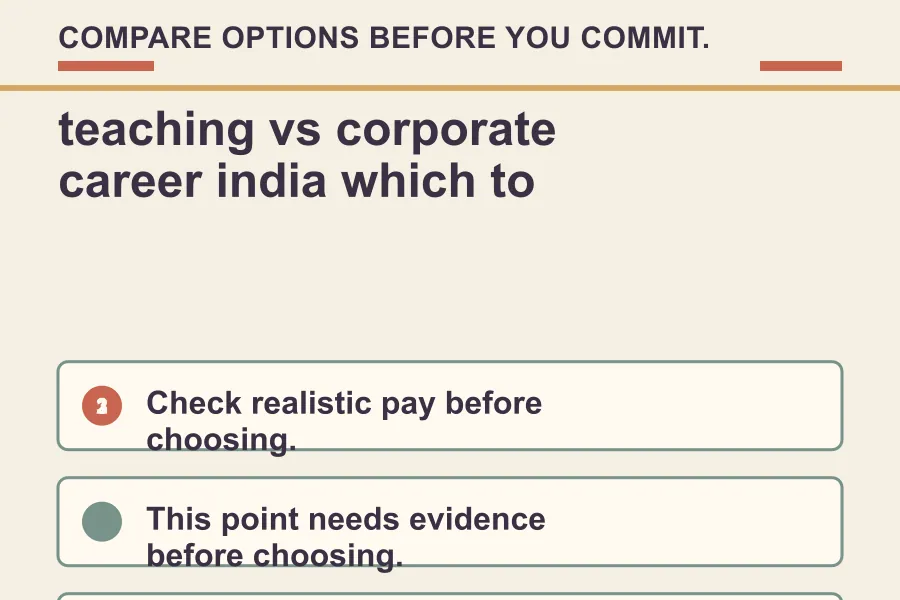 COMPARE OPTIONS BEFORE YOU COMMIT.
teaching vs corporate
career india which to
Check realistic pay before
choosing.
This point needs evidence
before choosing.